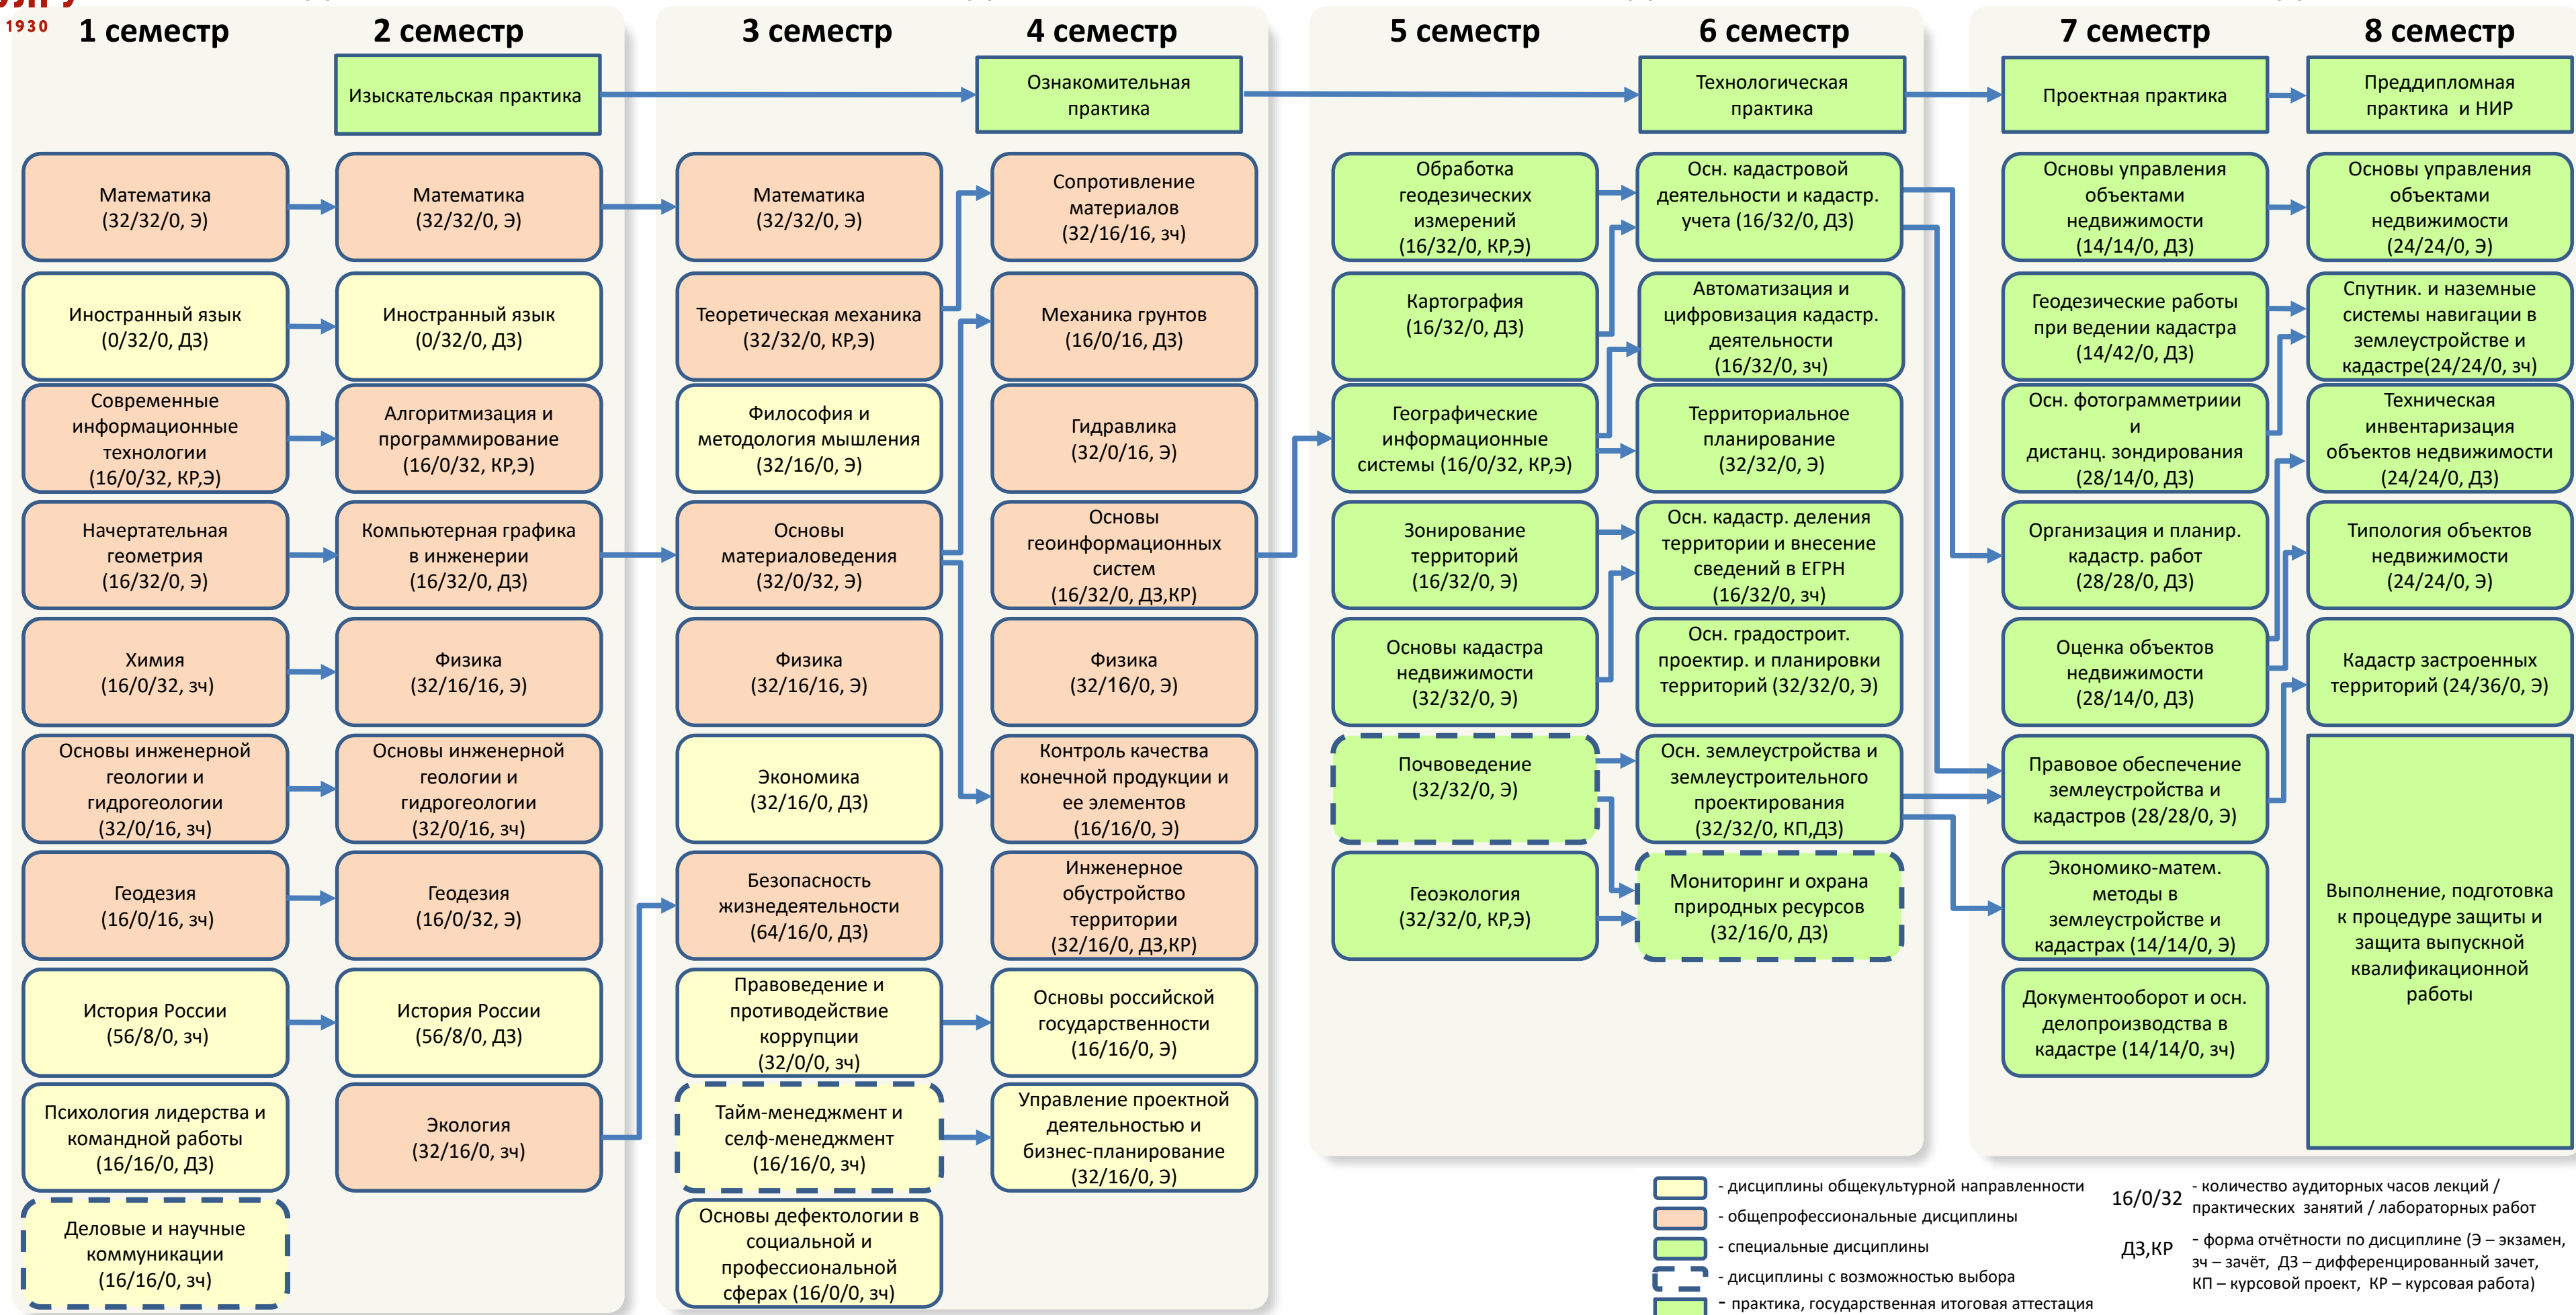 1930
1 семестр
2 семестр
3 семестр
4 семестр
5 семестр
6 семестр
7 семестр
8 семестр
Изыскательская практика
Ознакомительная
практика
Технологическая
практика
Проектная практика
Преддипломная
практика и НИР
Математика
(32/32/0, Э)
Иностранный язык
(0/32/0, ДЗ)
Современные
информационные
технологии
(16/0/32, КР,Э)
Начертательная
геометрия
(16/32/0, Э)
Химия
(16/0/32, зч)
Основы инженерной
геологии и
гидрогеологии
(32/0/16, зч)
Геодезия
(16/0/16, зч)
История России
(56/8/0, зч)
Психология лидерства и
командной работы
(16/16/0, ДЗ)
Деловые и научные
коммуникации
(16/16/0, зч)
Математика
(32/32/0, Э)
Иностранный язык
(0/32/0, ДЗ)
Алгоритмизация и
программирование
(16/0/32, КР,Э)
Компьютерная графика
в инженерии
(16/32/0, ДЗ)
Физика
(32/16/16, Э)
Основы инженерной
геологии и
гидрогеологии
(32/0/16, зч)
Геодезия
(16/0/32, Э)
История России
(56/8/0, ДЗ)
Экология
(32/16/0, зч)
Математика
(32/32/0, Э)
Теоретическая механика
(32/32/0, КР,Э)
Философия и
методология мышления
(32/16/0, Э)
Основы
материаловедения
(32/0/32, Э)
Физика
(32/16/16, Э)
Экономика
(32/16/0, ДЗ)
Безопасность
жизнедеятельности
(64/16/0, ДЗ)
Правоведение и
противодействие
коррупции
(32/0/0, зч)
Тайм-менеджмент и
селф-менеджмент
(16/16/0, зч)
Основы дефектологии в
социальной и
профессиональной
сферах (16/0/0, зч)
Сопротивление
материалов
(32/16/16, зч)
Механика грунтов
(16/0/16, ДЗ)
Гидравлика
(32/0/16, Э)
Основы
геоинформационных
систем
(16/32/0, ДЗ,КР)
Физика
(32/16/0, Э)
Контроль качества
конечной продукции и
ее элементов
(16/16/0, Э)
Инженерное
обустройство
территории
(32/16/0, ДЗ,КР)
Основы российской
государственности
(16/16/0, Э)
Управление проектной
деятельностью и
бизнес-планирование
(32/16/0, Э)
Обработка
геодезических
измерений
(16/32/0, КР,Э)
Картография
(16/32/0, ДЗ)
Географические
информационные
системы (16/0/32, КР,Э)
Зонирование
территорий
(16/32/0, Э)
Основы кадастра
недвижимости
(32/32/0, Э)
Почвоведение
(32/32/0, Э)
Геоэкология
(32/32/0, КР,Э)
Осн. кадастровой
деятельности и кадастр.
учета (16/32/0, ДЗ)
Автоматизация и
цифровизация кадастр.
деятельности
(16/32/0, зч)
Территориальное
планирование
(32/32/0, Э)
Осн. кадастр. деления
территории и внесение
сведений в ЕГРН
(16/32/0, зч)
Осн. градостроит.
проектир. и планировки
территорий (32/32/0, Э)
Осн. землеустройства и
землеустроительного
проектирования
(32/32/0, КП,ДЗ)
Мониторинг и охрана
природных ресурсов
(32/16/0, ДЗ)
Основы управления
объектами
недвижимости
(14/14/0, ДЗ)
Геодезические работы
при ведении кадастра
(14/42/0, ДЗ)
Осн. фотограмметриии
и
дистанц. зондирования
(28/14/0, ДЗ)
Организация и планир.
кадастр. работ
(28/28/0, ДЗ)
Оценка объектов
недвижимости
(28/14/0, ДЗ)
Правовое обеспечение
землеустройства и
кадастров (28/28/0, Э)
Экономико-матем.
методы в
землеустройстве и
кадастрах (14/14/0, Э)
Документооборот и осн.
делопроизводства в
кадастре (14/14/0, зч)
Основы управления
объектами
недвижимости
(24/24/0, Э)
Спутник. и наземные
системы навигации в
землеустройстве и
кадастре(24/24/0, зч)
Техническая
инвентаризация
объектов недвижимости
(24/24/0, ДЗ)
Типология объектов
недвижимости
(24/24/0, Э)
Кадастр застроенных
территорий (24/36/0, Э)
Выполнение, подготовка
к процедуре защиты и
защита выпускной
квалификационной
работы
- дисциплины общекультурной направленности
- общепрофессиональные дисциплины
- специальные дисциплины
- дисциплины с возможностью выбора
- практика, государственная итоговая аттестация
16/0/32
- количество аудиторных часов лекций /
практических занятий / лабораторных работ
ДЗ,КР
- форма отчётности по дисциплине (Э – экзамен,
зч – зачёт, ДЗ – дифференцированный зачет,
КП – курсовой проект, КР – курсовая работа)